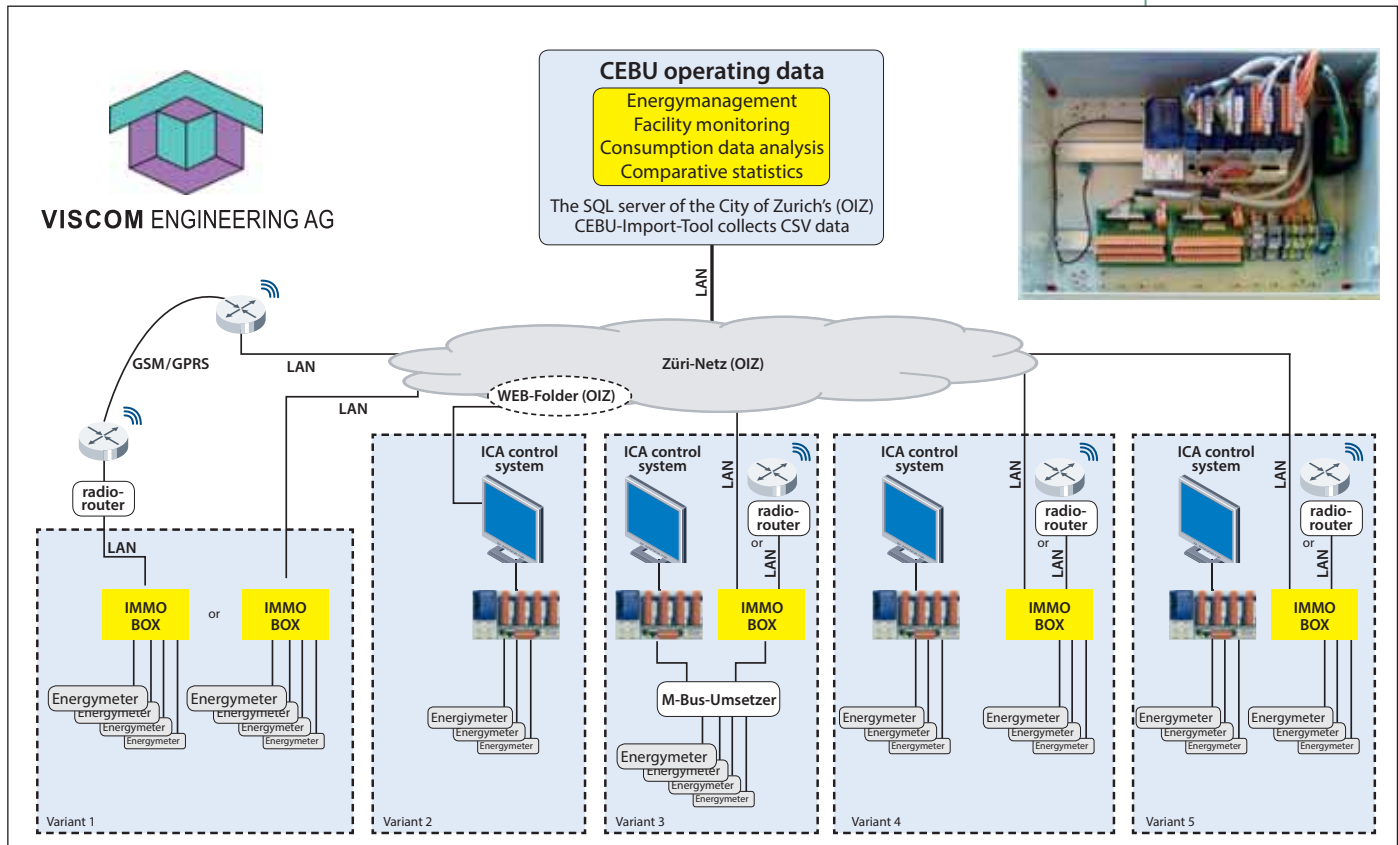 VISCOM ENGINEERING AG
CEBU operating data
Energymanagement
Facility monitoring
Consumption data analysis
Comparative statistics
The SQL server of the City of Zurich's (OIZ)
CEBU-Import-Tool collects CSV data
LAN
Züri-Netz (OIZ)
WEB-Folder (OIZ)
GSM/GPRS
LAN
LAN
radio-
router
LAN
IMMO
BOX
or
IMMO
BOX
Energymeter
Energymeter
Energymeter
Energymeter
Energymeter
Energymeter
Energymeter
Energymeter
Variant 1
ICA control
system
Energiymeter
Energymeter
Energymeter
Variant 2
ICA control
system
LAN
radio-
router
or
LAN
IMMO
BOX
M-Bus-Umsetzer
Energymeter
Energymeter
Energymeter
Energymeter
Variant 3
ICA control
system
LAN
radio-
router
or
LAN
IMMO
BOX
Energymeter
Energymeter
Energymeter
Energymeter
Energymeter
Energymeter
Variant 4
ICA control
system
LAN
radio-
router
or
LAN
IMMO
BOX
Energymeter
Energymeter
Energymeter
Energymeter
Energymeter
Energymeter
Variant 5